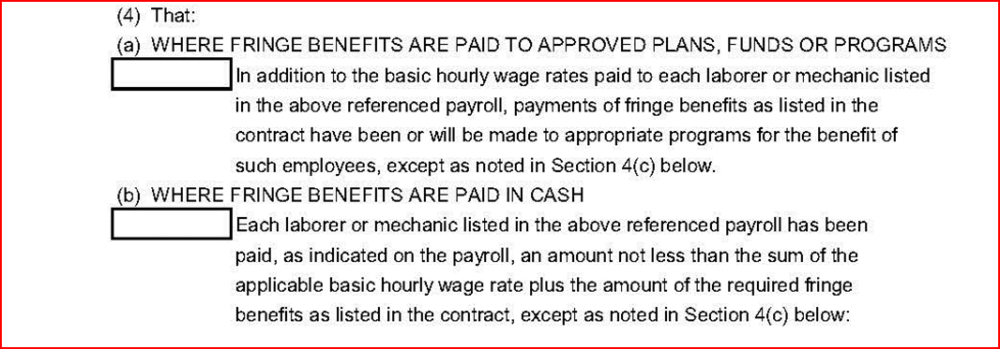 (4) That:
(a) WHERE FRINGE BENEFITS ARE PAID TO APPROVED PLANS, FUNDS OR PROGRAMS
In addition to the basic hourly wage rates paid to each laborer or mechanic listed
in the above referenced payroll, payments of fringe benefits as listed in the
contract have been or will be made to appropriate programs for the benefit of
such employees, except as noted in Section 4(c) below.
(b) WHERE FRINGE BENEFITS ARE PAID IN CASH
Each laborer or mechanic listed in the above referenced payroll has been
paid, as indicated on the payroll, an amount not less than the sum of the
applicable basic hourly wage rate plus the amount of the required fringe
benefits as listed in the contract, except as noted in Section 4(c) below: